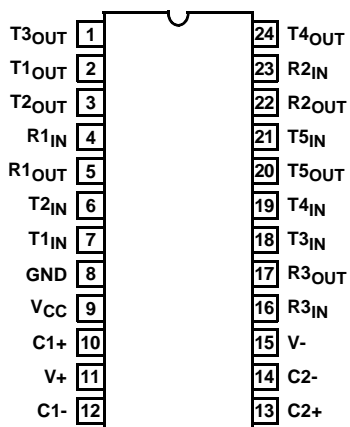 T3OUT 1 24 T4OUT
T1OUT 2 23 R2IN
T2OUT 3 22 R2OUT
R1IN 4 21 T5IN
R1OUT 5 20 T5OUT
T2IN 6 19 T4IN
T1IN 7 18 T3IN
GND 8 17 R3OUT
VCC 9 16 R3IN
C1+ 10 15 V-
V+ 11 14 C2-
C1- 12 13 C2+